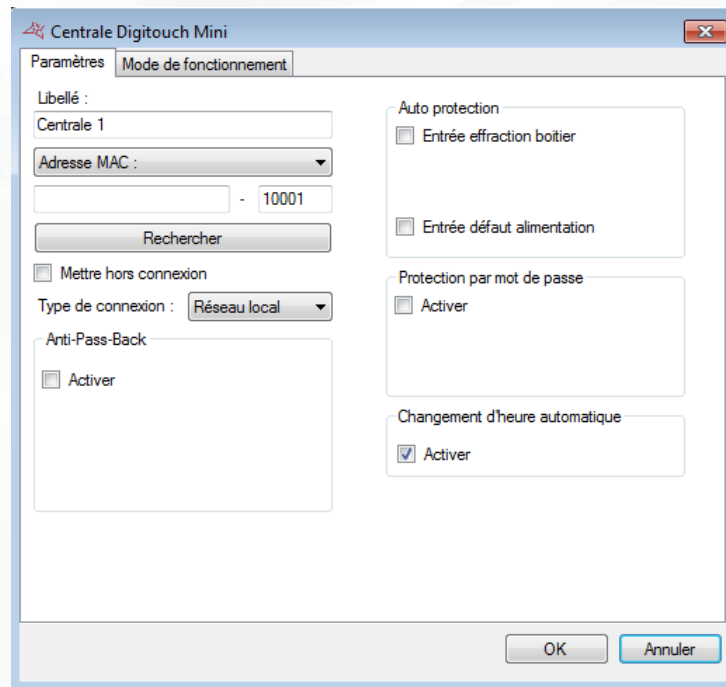 Centrale Digitouch Mini
Paramètres
Mode de fonctionnement
Libellé :
Centrale 1
Adresse MAC :
- 10001
Rechercher
Mettre hors connexion
Type de connexion : Réseau local
Anti-Pass-Back
Activer
Auto protection
Entrée effraction boitier
Entrée défaut alimentation
Protection par mot de passe
Activer
Changement d'heure automatique
Activer
OK
Annuler